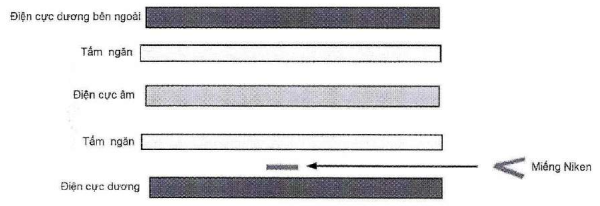 Điện cực dương bên ngoài
Tấm ngăn
Điện cực âm
Tấm ngăn
Miếng Niken
Điện cực dương